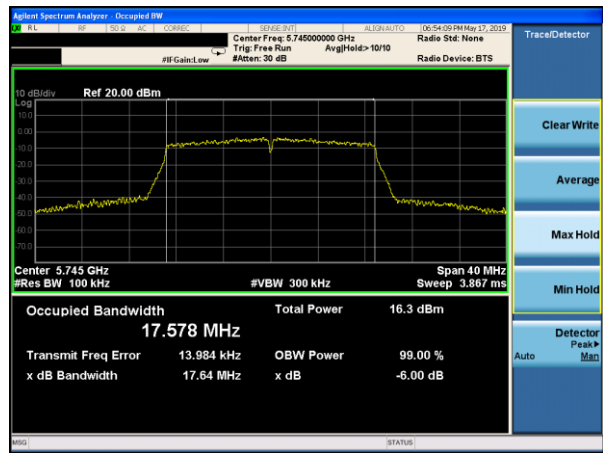 Agilent Spectrum Analyzer - Occupied BW
RL RF 50 Ω AC CORREC SENSE:INT ALIGNAUTO 06:54:09 PM May 17, 2019
Center Freq: 5.745000000 GHz Radio Std: None
Trig: Free Run Avg|Hold:> 10/10
#IFGain:Low #Atten: 30 dB Radio Device: BTS
Trace/Detector
10 dB/div Ref 20.00 dBm
Log
10.0
0.00
-10.0
-20.0
-30.0
-40.0
-50.0
-60.0
-70.0
Center 5.745 GHz Span 40 MHz
#Res BW 100 kHz #VBW 300 kHz Sweep 3.867 ms
Occupied Bandwidth Total Power 16.3 dBm
17.578 MHz
Transmit Freq Error 13.984 kHz OBW Power 99.00 %
x dB Bandwidth 17.64 MHz x dB -6.00 dB
Clear Write
Average
Max Hold
Min Hold
Detector
Peak▶
Auto Man
MSG STATUS